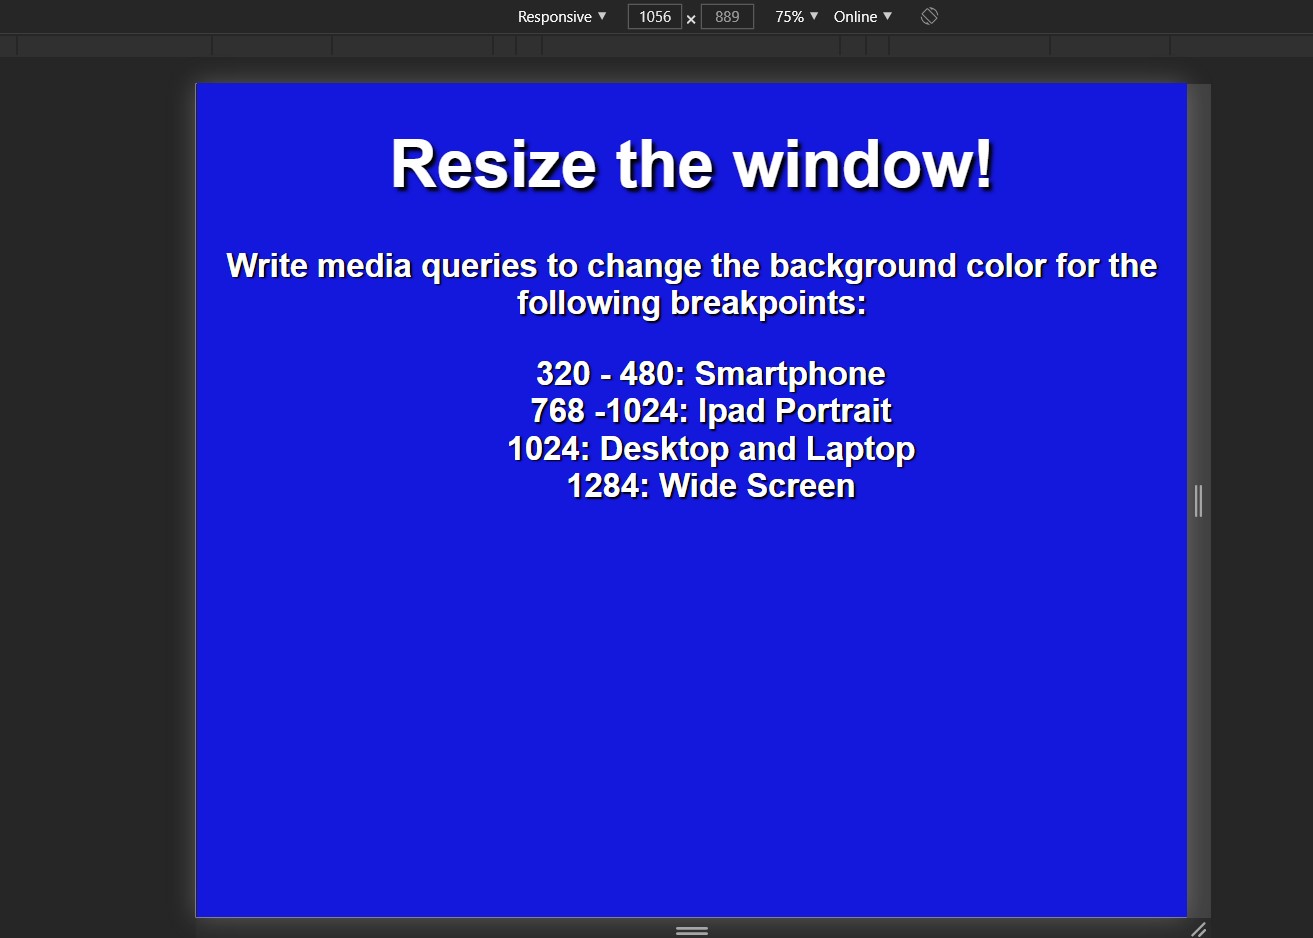 Responsive 1056 × 889 75% Online
Resize the window!
Write media queries to change the background color for the
following breakpoints:
320 - 480: Smartphone
768 -1024: Ipad Portrait
1024: Desktop and Laptop
1284: Wide Screen